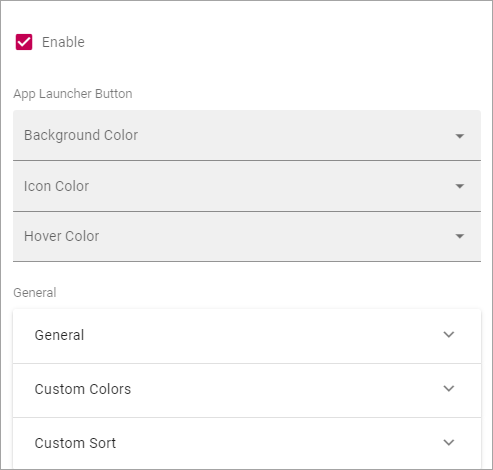 Enable
App Launcher Button
Background Color
Icon Color
Hover Color
General
General
Custom Colors
Custom Sort